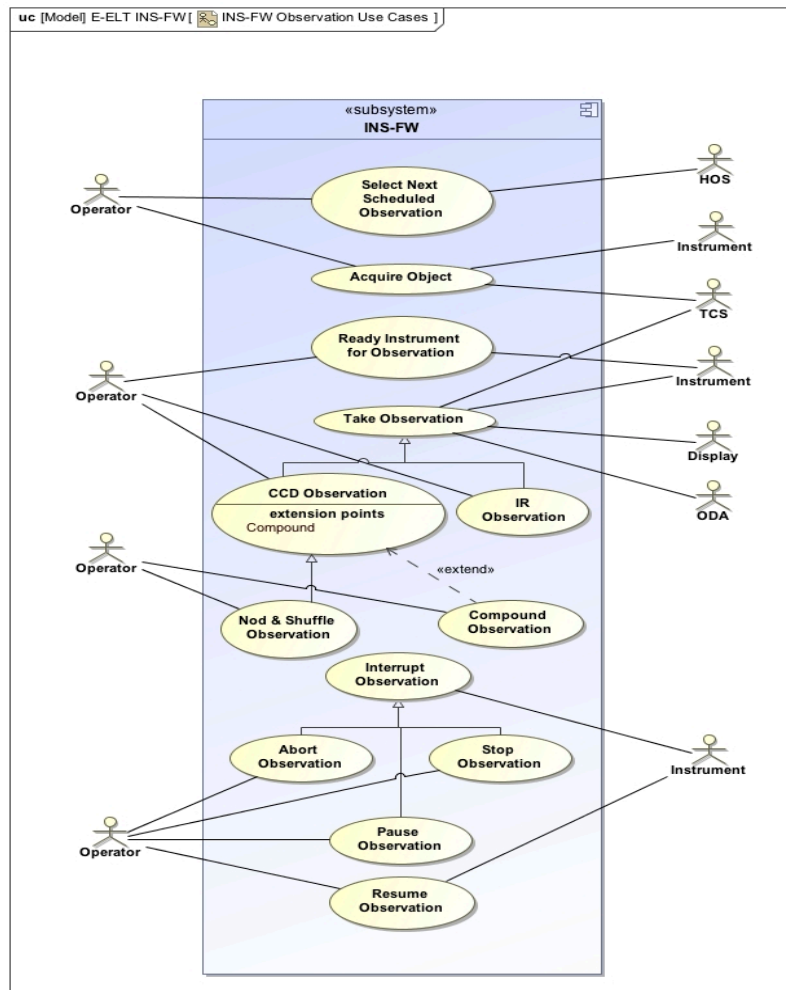 uc [Model] E-ELT INS-FW [ INS-FW Observation Use Cases ]
«subsystem»
INS-FW
Select Next
Scheduled
Observation
HOS
Operator
Instrument
Acquire Object
TCS
Ready Instrument
for Observation
Operator
Instrument
Take Observation
Display
CCD Observation
extension points
Compound
IR
Observation
ODA
Operator
«extend»
Nod & Shuffle
Observation
Compound
Observation
Interrupt
Observation
Abort
Observation
Stop
Observation
Instrument
Operator
Pause
Observation
Resume
Observation